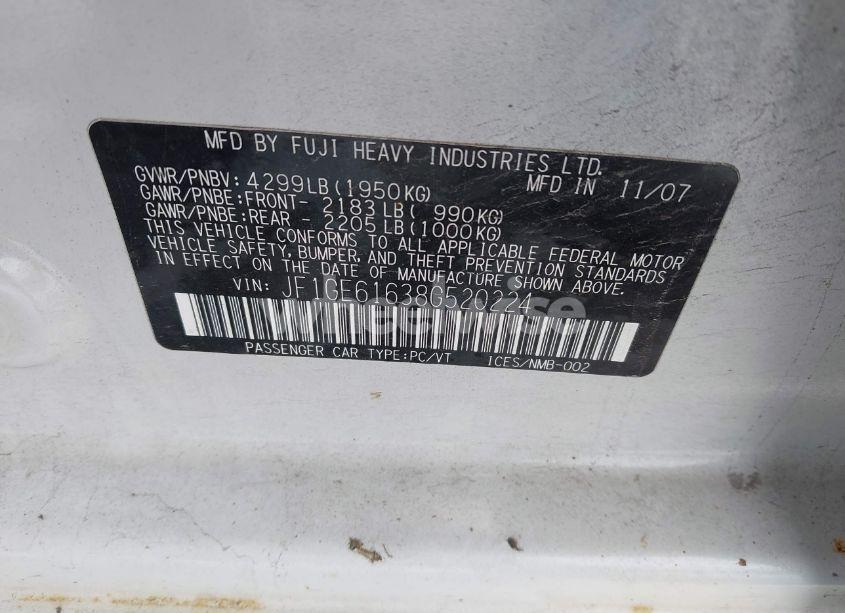 MFD BY FUJI HEAVY INDUSTRIES LTD.
GVWR/PNBV: 4299LB(1950KG) MFD IN 11/07
GAWR/PNBE:FRONT- 2183LB( 990KG)
GAWR/PNBE:REAR - 2205LB(1000KG)
THIS VEHICLE CONFORMS TO ALL APPLICABLE FEDERAL MOTOR
VEHICLE SAFETY, BUMPER, AND THEFT PREVENTION STANDARDS
IN EFFECT ON THE DATE OF MANUFACTURE SHOWN ABOVE.
VIN: JF1GE61638G520224
PASSENGER CAR TYPE:PC/VT ICES/NMB-002